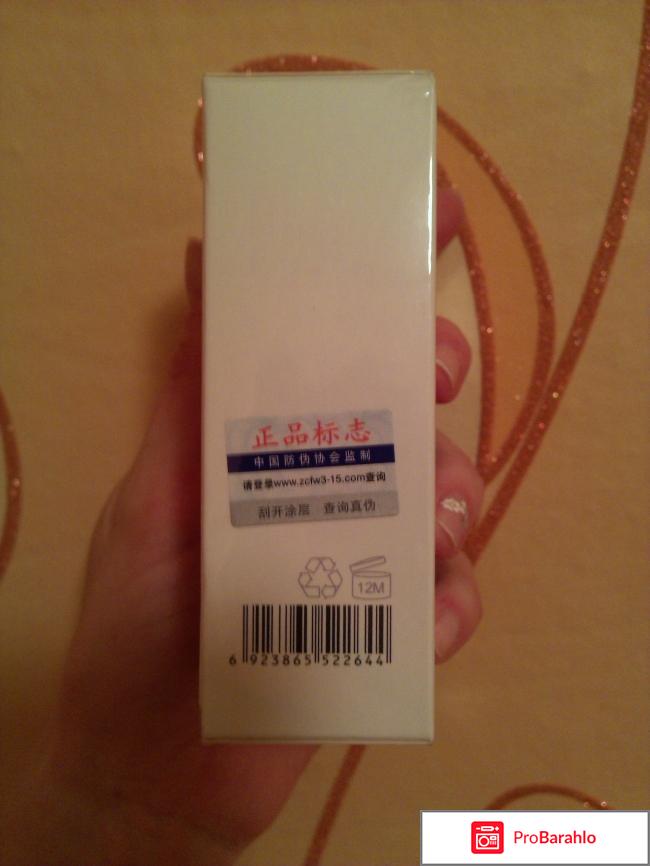 正品标志
中国防伪协会监制
请登录www.zcfw3-15.com查询
刮开涂层 查询真伪
12M
6 923865 522644
ProBarahlo